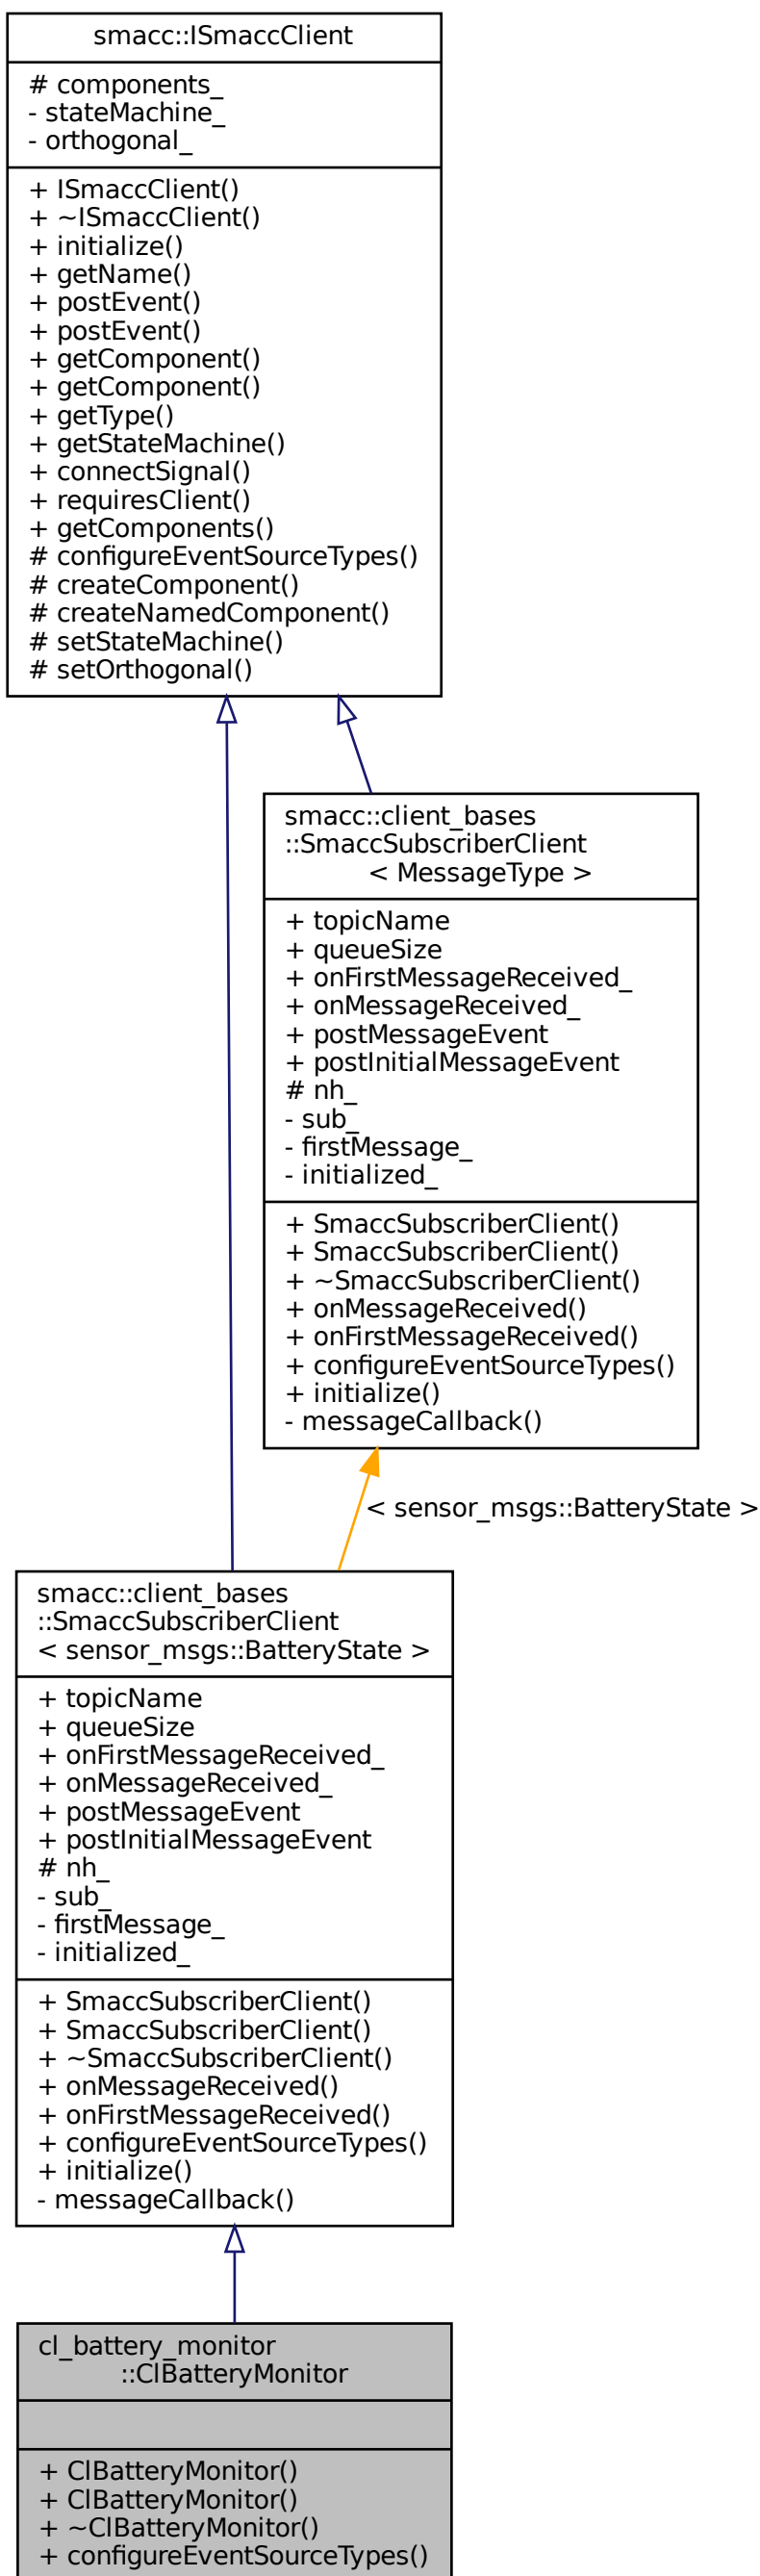 smacc::ISmaccClient
# components_
- stateMachine_
- orthogonal_
+ ISmaccClient()
+ ~ISmaccClient()
+ initialize()
+ getName()
+ postEvent()
+ postEvent()
+ getComponent()
+ getComponent()
+ getType()
+ getStateMachine()
+ connectSignal()
+ requiresClient()
+ getComponents()
# configureEventSourceTypes()
# createComponent()
# createNamedComponent()
# setStateMachine()
# setOrthogonal()
smacc::client_bases
::SmaccSubscriberClient
< MessageType >
+ topicName
+ queueSize
+ onFirstMessageReceived_
+ onMessageReceived_
+ postMessageEvent
+ postInitialMessageEvent
# nh_
- sub_
- firstMessage_
- initialized_
+ SmaccSubscriberClient()
+ SmaccSubscriberClient()
+ ~SmaccSubscriberClient()
+ onMessageReceived()
+ onFirstMessageReceived()
+ configureEventSourceTypes()
+ initialize()
- messageCallback()
< sensor_msgs::BatteryState >
smacc::client_bases
::SmaccSubscriberClient
< sensor_msgs::BatteryState >
+ topicName
+ queueSize
+ onFirstMessageReceived_
+ onMessageReceived_
+ postMessageEvent
+ postInitialMessageEvent
# nh_
- sub_
- firstMessage_
- initialized_
+ SmaccSubscriberClient()
+ SmaccSubscriberClient()
+ ~SmaccSubscriberClient()
+ onMessageReceived()
+ onFirstMessageReceived()
+ configureEventSourceTypes()
+ initialize()
- messageCallback()
cl_battery_monitor
::ClBatteryMonitor
+ ClBatteryMonitor()
+ ClBatteryMonitor()
+ ~ClBatteryMonitor()
+ configureEventSourceTypes()